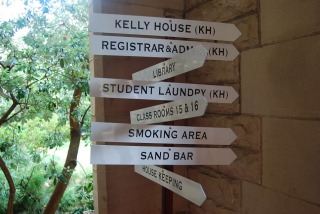 KELLY HOUSE (KH)
REGISTRAR & ADM (KH)
LIBRARY
STUDENT LAUNDRY (KH)
CLASS ROOMS 15 & 16
SMOKING AREA
SAND BAR
HOUSE KEEPING